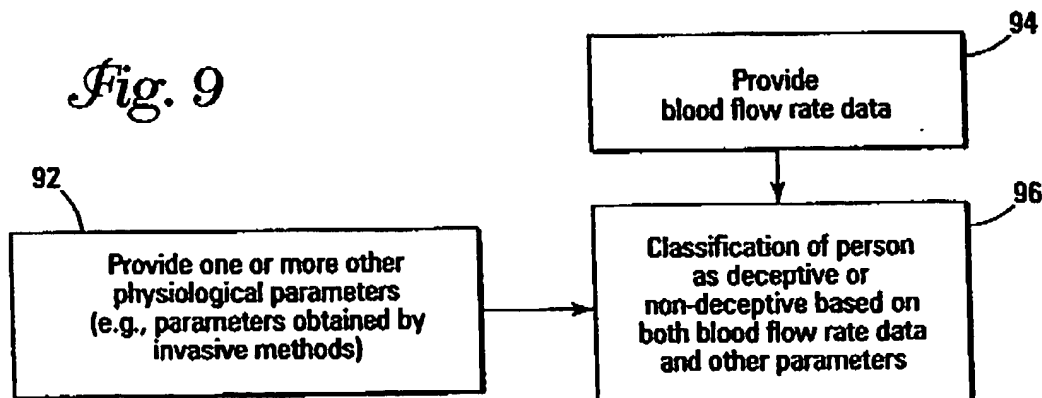 Fig. 9
94
Provide
blood flow rate data
92
Provide one or more other
physiological parameters
(e.g., parameters obtained by
invasive methods)
96
Classification of person
as deceptive or
non-deceptive based on
both blood flow rate data
and other parameters